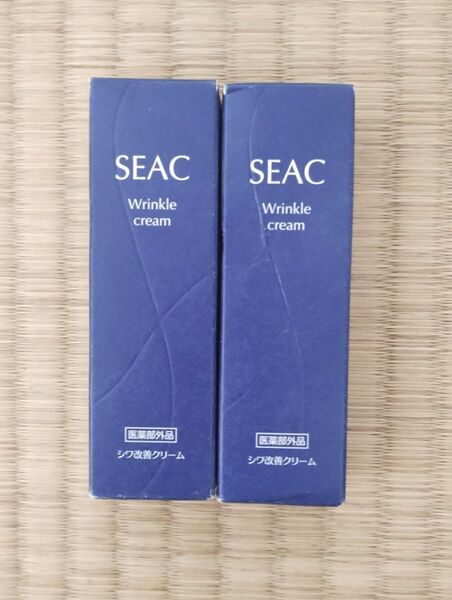 SEAC
Wrinkle
cream
医薬部外品
シワ改善クリーム
SEAC
Wrinkle
cream
医薬部外品
シワ改善クリーム